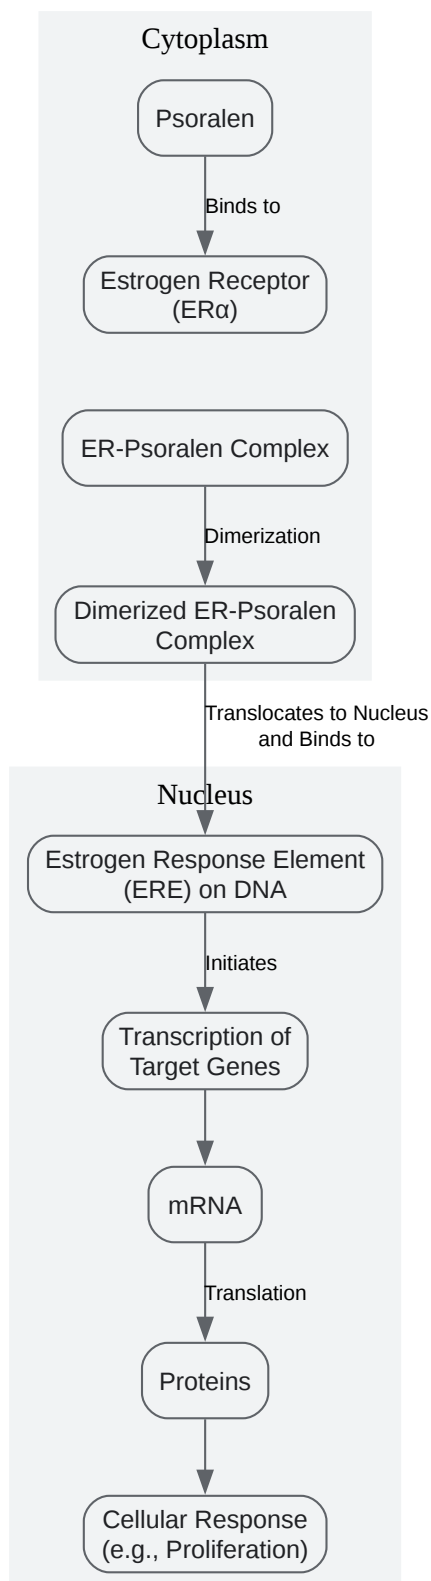 Cytoplasm
Psoralen
Binds to
Estrogen Receptor
(ERα)
ER-Psoralen Complex
Dimerization
Dimerized ER-Psoralen
Complex
Translocates to Nucleus
and Binds to
Nucleus
Estrogen Response Element
(ERE) on DNA
Initiates
Transcription of
Target Genes
mRNA
Translation
Proteins
Cellular Response
(e.g., Proliferation)